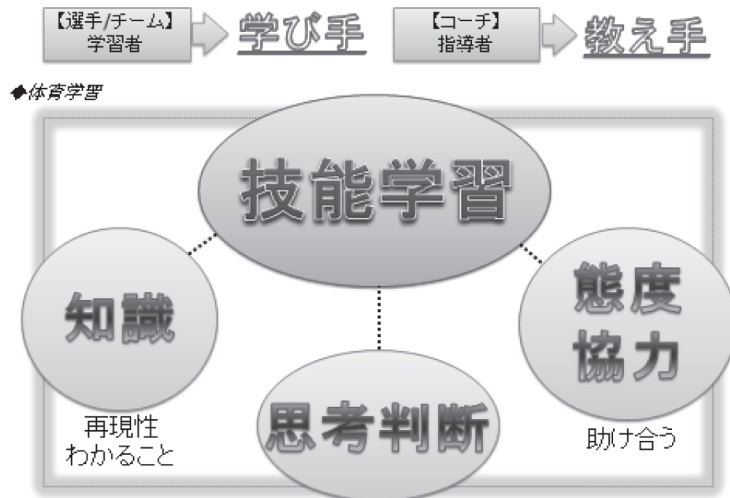 【選手/チーム】
学習者
学び手
【コーチ】
指導者
教え手
◆体育学習
技能学習
知識
再現性
わかること
思考判断
態度
協力
助け合う